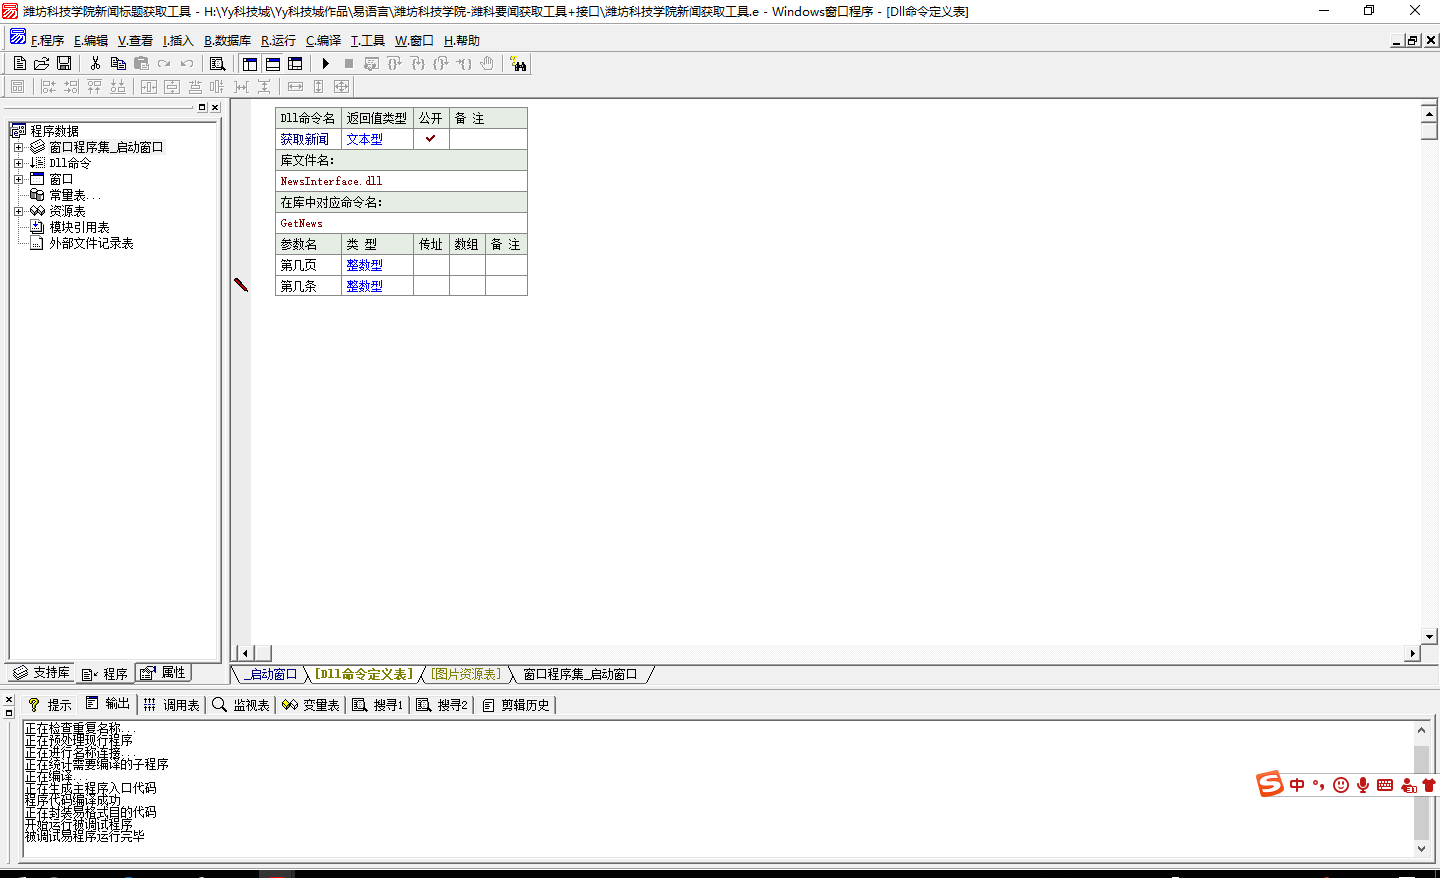 潍坊科技学院新闻标题获取工具 - H:\Yy科技城\Yy科技城作品\易语言\潍坊科技学院-潍科要闻获取工具+接口\潍坊科技学院新闻获取工具.e - Windows窗口程序 - [Dll命令定义表]
F.程序 E.编辑 V.查看 I.插入 B.数据库 R.运行 C.编译 T.工具 W.窗口 H.帮助
程序数据
窗口程序集_启动窗口
Dll命令
窗口
常量表...
资源表
模块引用表
外部文件记录表
支持库 程序 属性
Dll命令名 返回值类型 公开 备 注
获取新闻 文本型
库文件名:
NewsInterface.dll
在库中对应命令名:
GetNews
参数名 类 型 传址 数组 备 注
第几页 整数型
第几条 整数型
_启动窗口 [Dll命令定义表] [图片资源表] 窗口程序集_启动窗口
提示 输出 调用表 监视表 变量表 搜寻1 搜寻2 剪辑历史
正在检查重复名称...
正在预处理现行程序
正在进行名称连接...
正在统计需要编译的子程序
正在编译...
正在生成主程序入口代码
程序代码编译成功
正在封装易格式目的代码
开始运行被调试程序
被调试易程序运行完毕
中